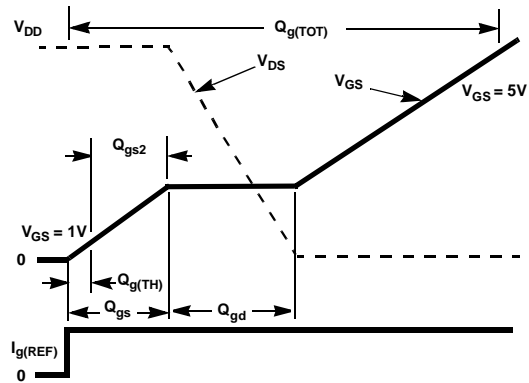 V_DD
Q_g(TOT)
V_DS
V_GS
V_GS = 5V
Q_gs2
V_GS = 1V
0
Q_g(TH)
Q_gs
Q_gd
I_g(REF)
0